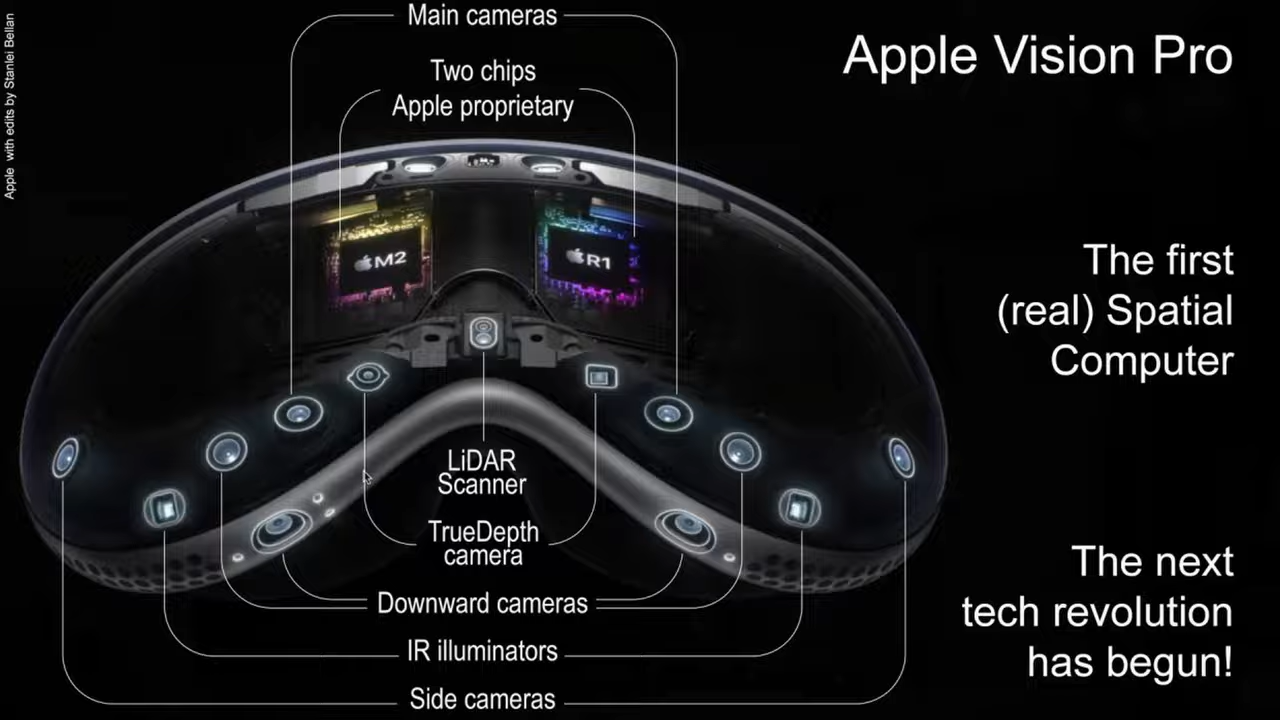 Apple with edits by Stanlei Bellan
Main cameras
Two chips
Apple proprietary
Apple Vision Pro
M2
R1
The first
(real) Spatial
Computer
LiDAR
Scanner
TrueDepth
camera
Downward cameras
IR illuminators
Side cameras
The next
tech revolution
has begun!